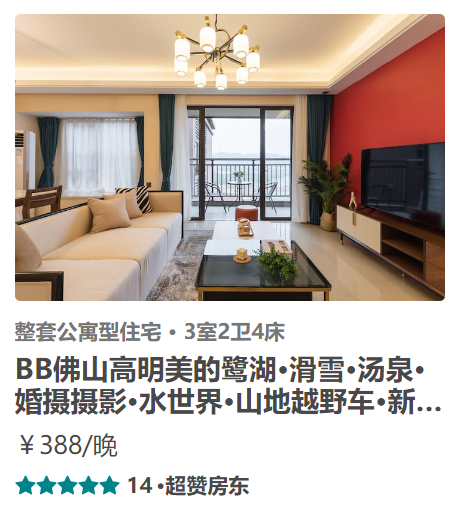 整套公寓型住宅 · 3室2卫4床
BB佛山高明美的鹭湖•滑雪•汤泉•
婚摄摄影•水世界•山地越野车•新...
￥388/晚
★★★★★ 14 •超赞房东